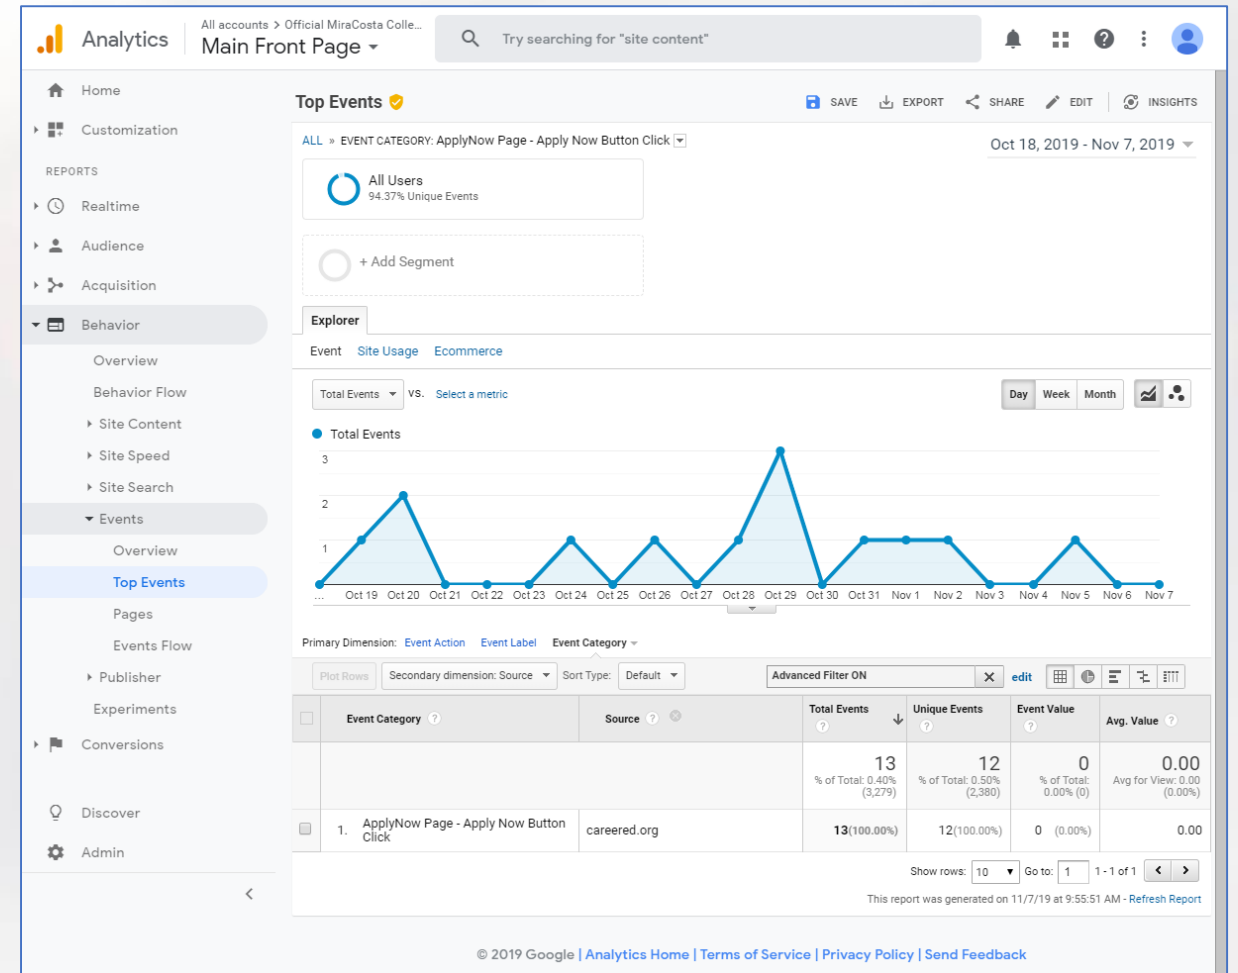 Analytics
All accounts > Official MiraCosta Colle...
Main Front Page
Try searching for "site content"
Home
Customization
REPORTS
Realtime
Audience
Acquisition
Behavior
Overview
Behavior Flow
Site Content
Site Speed
Site Search
Events
Overview
Top Events
Pages
Events Flow
Publisher
Experiments
Conversions
Discover
Admin
Top Events
SAVE EXPORT SHARE EDIT INSIGHTS
ALL » EVENT CATEGORY: ApplyNow Page - Apply Now Button Click
Oct 18, 2019 - Nov 7, 2019
All Users
94.37% Unique Events
+ Add Segment
Explorer
Event Site Usage Ecommerce
Total Events VS. Select a metric
Day Week Month
Total Events
3
2
1
... Oct 19 Oct 20 Oct 21 Oct 22 Oct 23 Oct 24 Oct 25 Oct 26 Oct 27 Oct 28 Oct 29 Oct 30 Oct 31 Nov 1 Nov 2 Nov 3 Nov 4 Nov 5 Nov 6 Nov 7
Primary Dimension: Event Action Event Label Event Category
Plot Rows Secondary dimension: Source Sort Type: Default Advanced Filter ON edit
Event Category ? Source ? Total Events ? Unique Events ? Event Value ? Avg. Value ?
13 12 0 0.00
% of Total: 0.40% % of Total: 0.50% % of Total: Avg for View: 0.00
(3,279) (2,380) 0.00% (0) (0.00%)
1. ApplyNow Page - Apply Now Button careered.org 13(100.00%) 12(100.00%) 0 (0.00%) 0.00
Click
Show rows: 10 Go to: 1 1 - 1 of 1
This report was generated on 11/7/19 at 9:55:51 AM - Refresh Report
© 2019 Google | Analytics Home | Terms of Service | Privacy Policy | Send Feedback